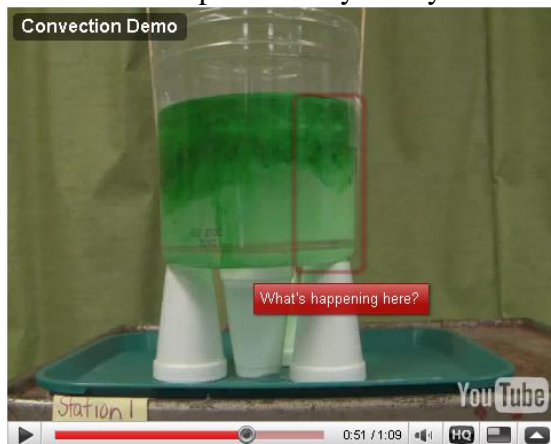 Convection Demo
What's happening here?
Station 1
YouTube
0:51 / 1:09
HQ